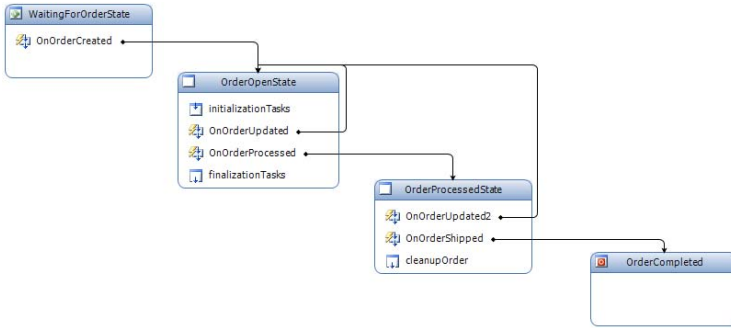 WaitingForOrderState
OnOrderCreated
OrderOpenState
initializationTasks
OnOrderUpdated
OnOrderProcessed
finalizationTasks
OrderProcessedState
OnOrderUpdated2
OnOrderShipped
cleanupOrder
OrderCompleted